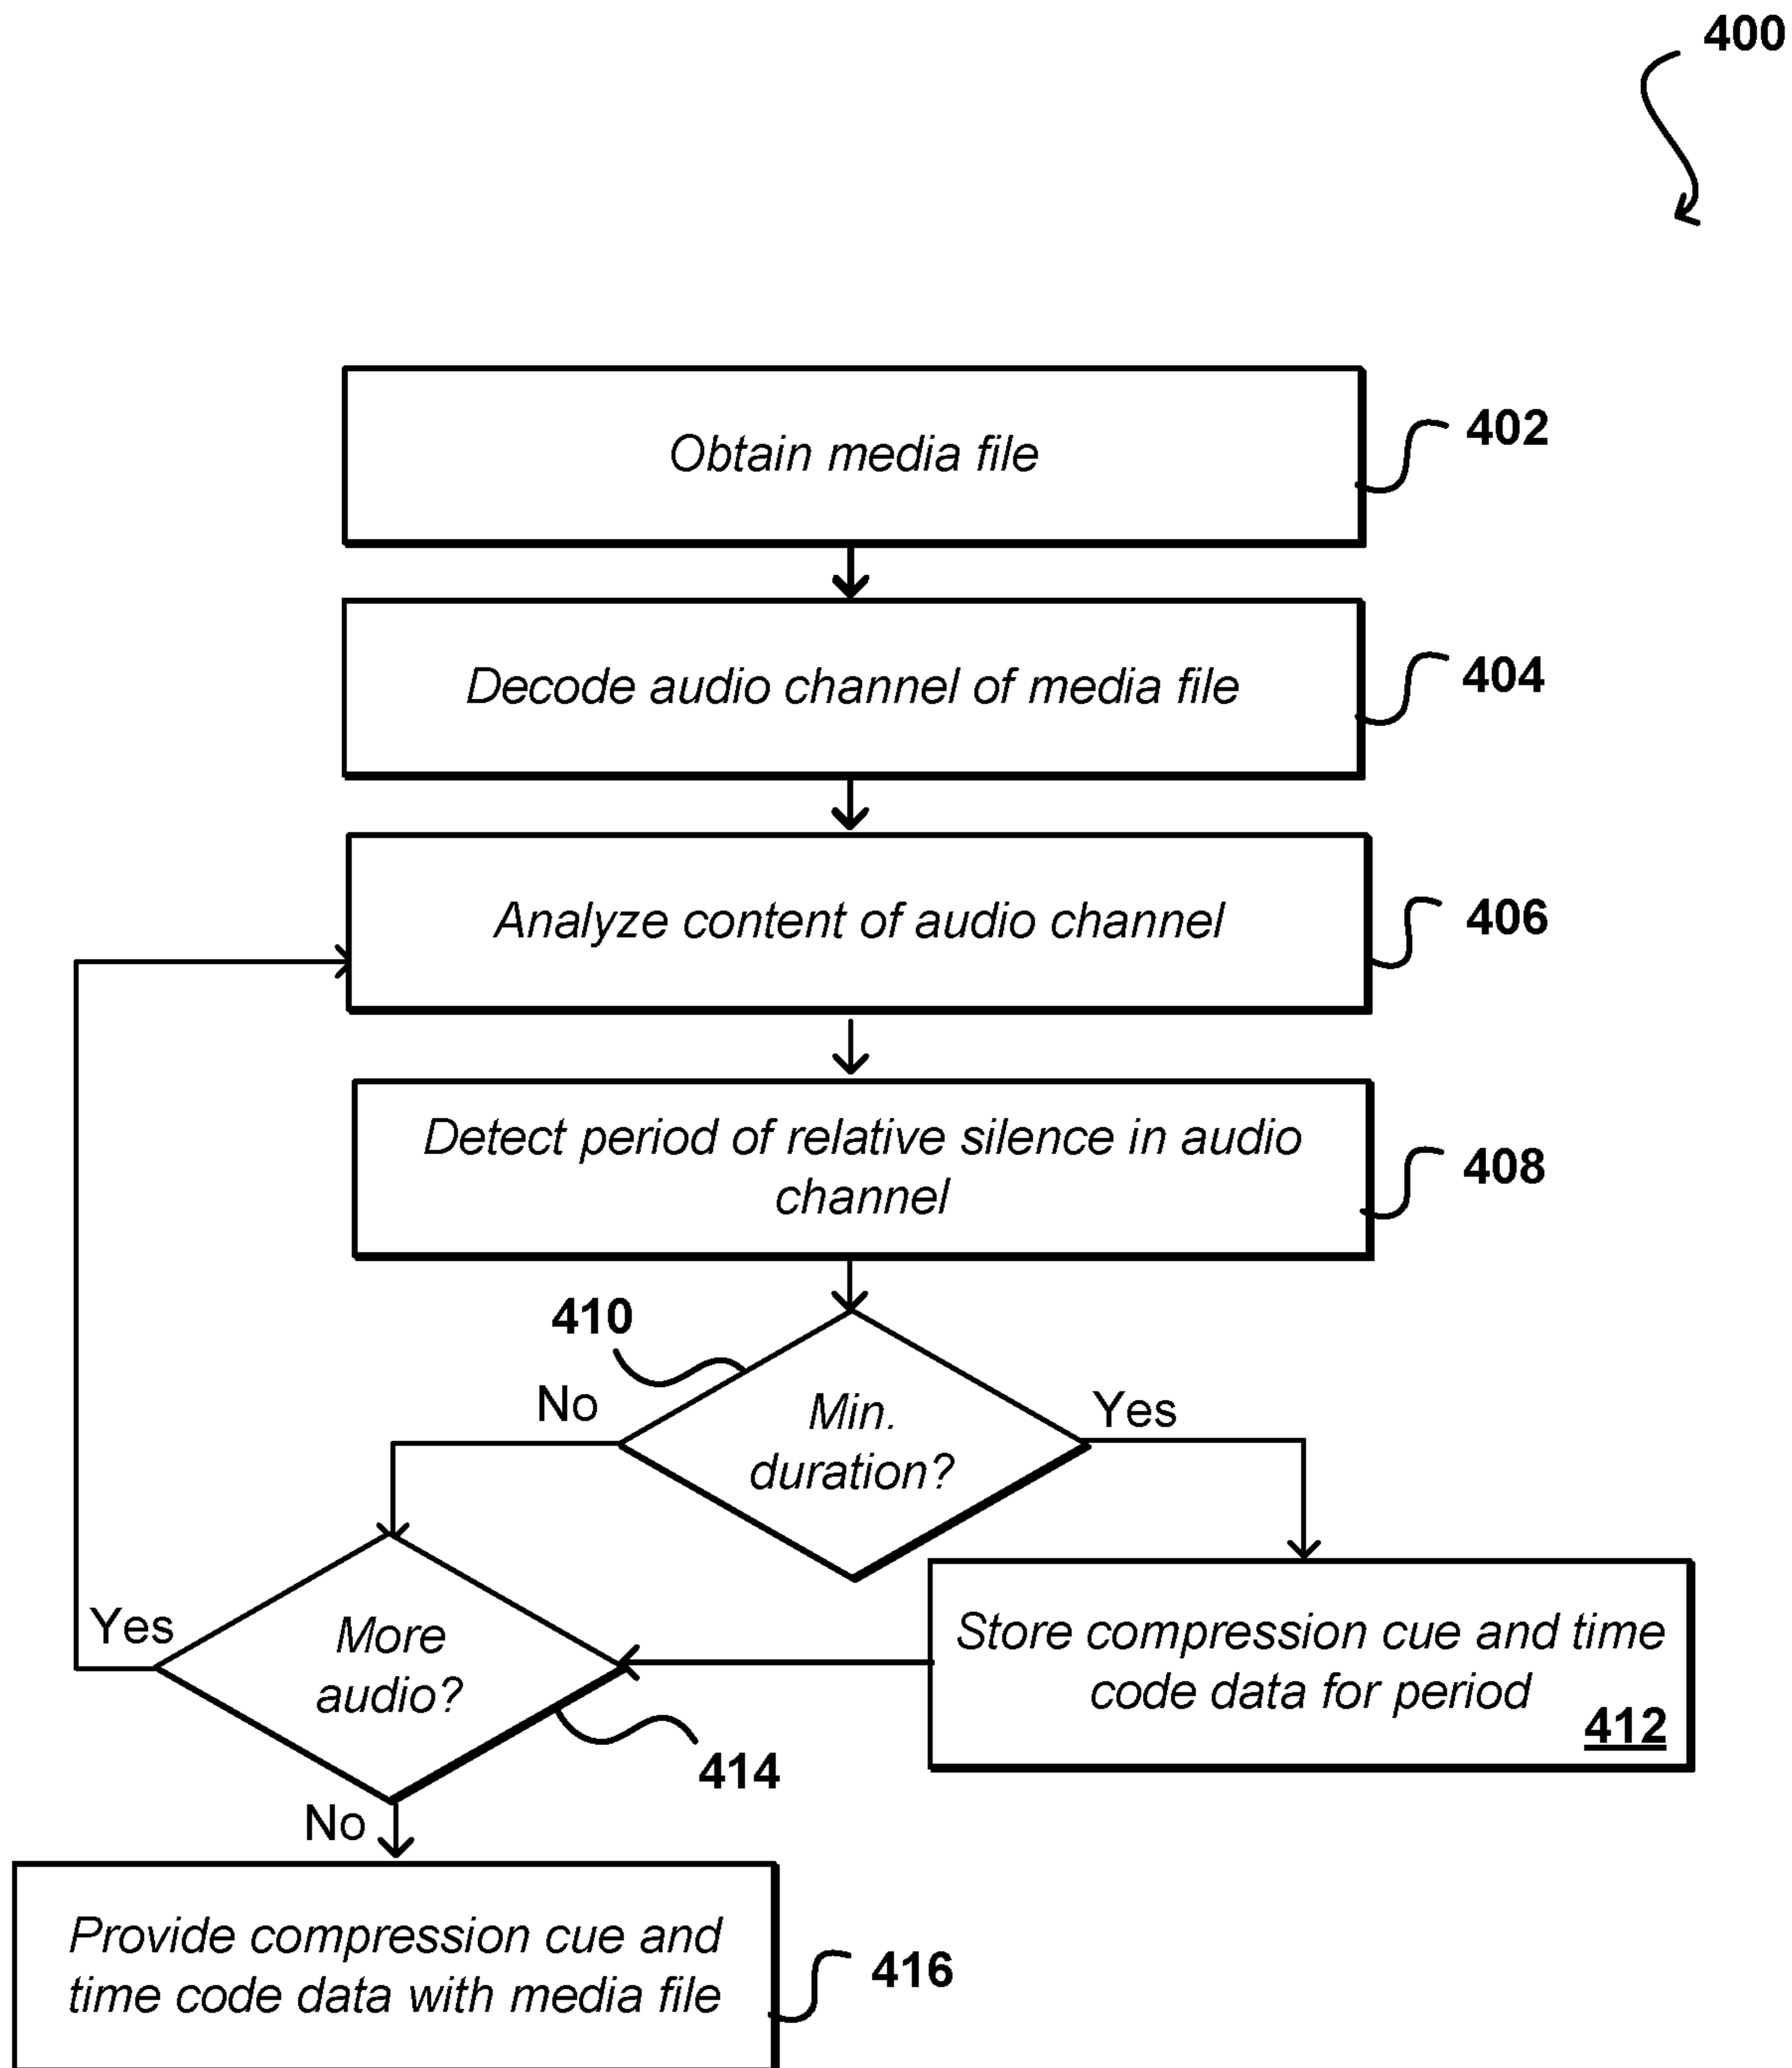 400
Obtain media file
402
Decode audio channel of media file
404
Analyze content of audio channel
406
Detect period of relative silence in audio
channel
408
410
No
Min.
duration?
Yes
Yes
More
audio?
414
Store compression cue and time
code data for period
412
No
Provide compression cue and
time code data with media file
416